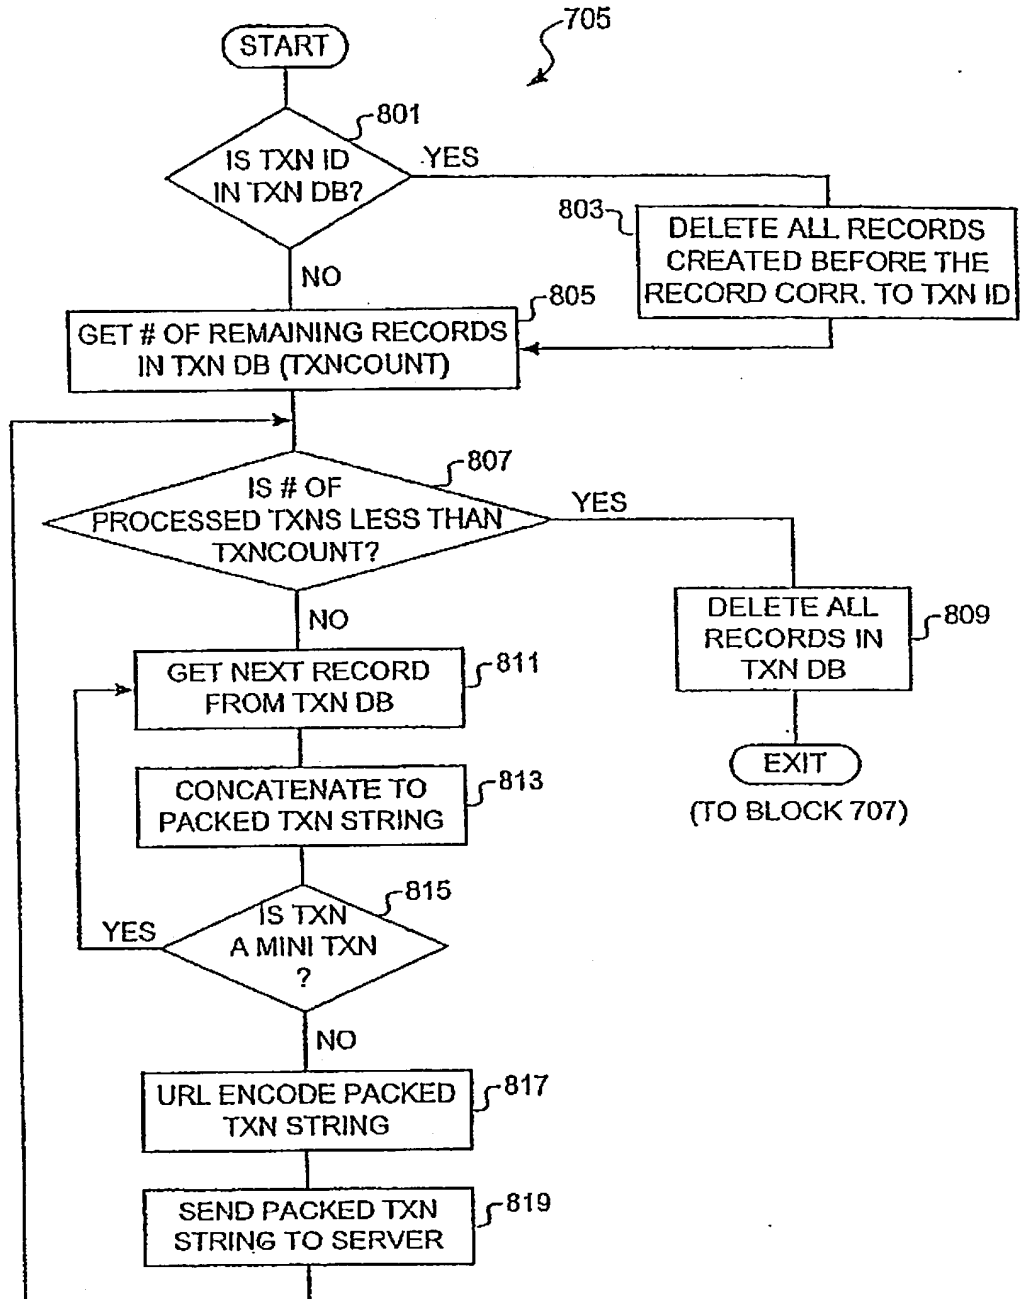 705
START
801
IS TXN ID
IN TXN DB?
YES
NO
803
DELETE ALL RECORDS
CREATED BEFORE THE
RECORD CORR. TO TXN ID
805
GET # OF REMAINING RECORDS
IN TXN DB (TXNCOUNT)
807
IS # OF
PROCESSED TXNS LESS THAN
TXNCOUNT?
YES
NO
809
DELETE ALL
RECORDS IN
TXN DB
EXIT
(TO BLOCK 707)
811
GET NEXT RECORD
FROM TXN DB
813
CONCATENATE TO
PACKED TXN STRING
815
IS TXN
A MINI TXN
?
YES
NO
817
URL ENCODE PACKED
TXN STRING
819
SEND PACKED TXN
STRING TO SERVER